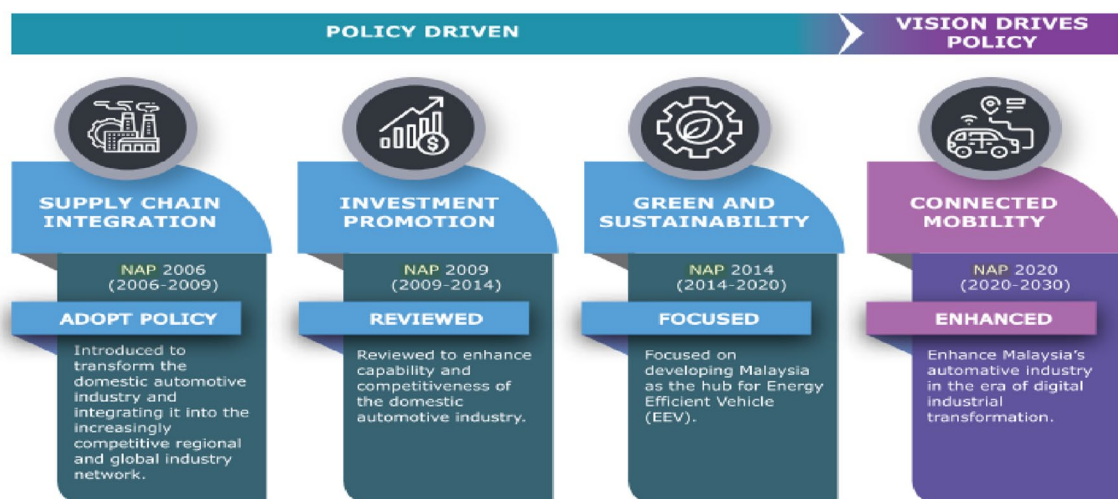 POLICY DRIVEN
VISION DRIVES
POLICY
SUPPLY CHAIN
INTEGRATION
NAP 2006
(2006-2009)
ADOPT POLICY
Introduced to
transform the
domestic automotive
industry and
integrating it into the
increasingly
competitive regional
and global industry
network.
INVESTMENT
PROMOTION
NAP 2009
(2009-2014)
REVIEWED
Reviewed to enhance
capability and
competitiveness of
the domestic
automotive industry.
GREEN AND
SUSTAINABILITY
NAP 2014
(2014-2020)
FOCUSED
Focused on
developing Malaysia
as the hub for Energy
Efficient Vehicle
(EEV).
CONNECTED
MOBILITY
NAP 2020
(2020-2030)
ENHANCED
Enhance Malaysia's
automative industry
in the era of digital
industrial
transformation.